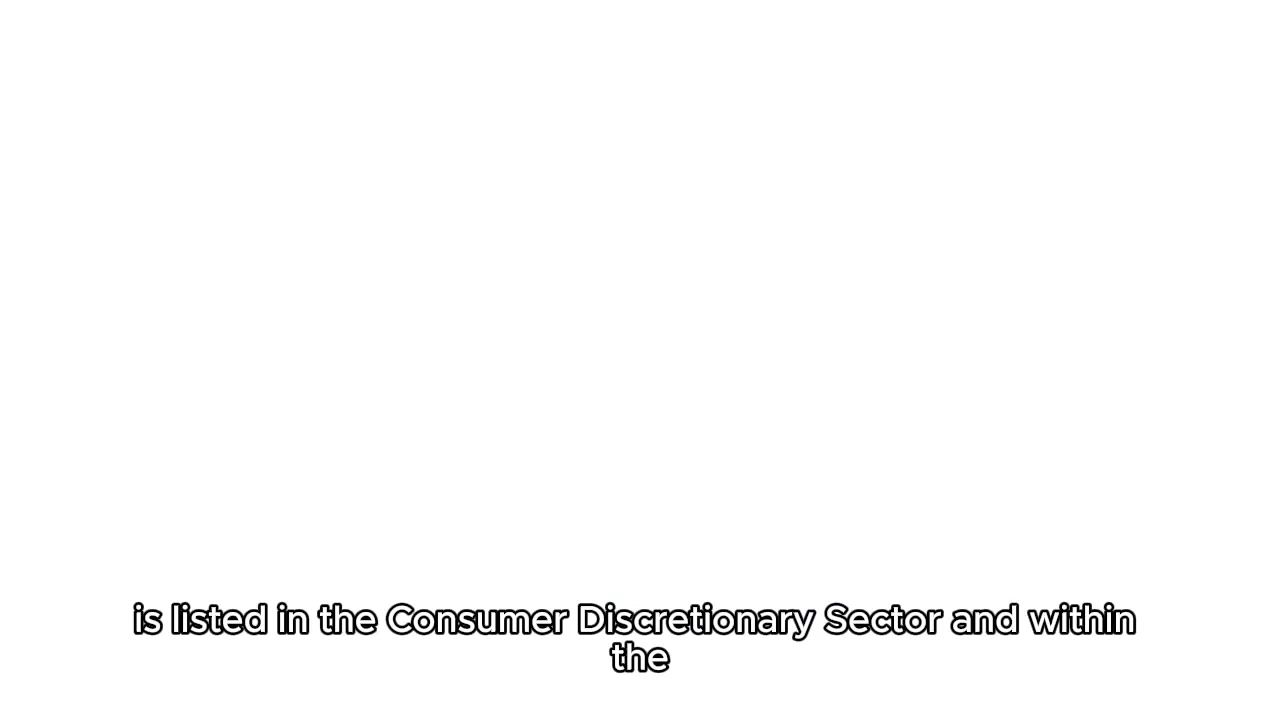 is listed in the Consumer Discretionary Sector and within
the